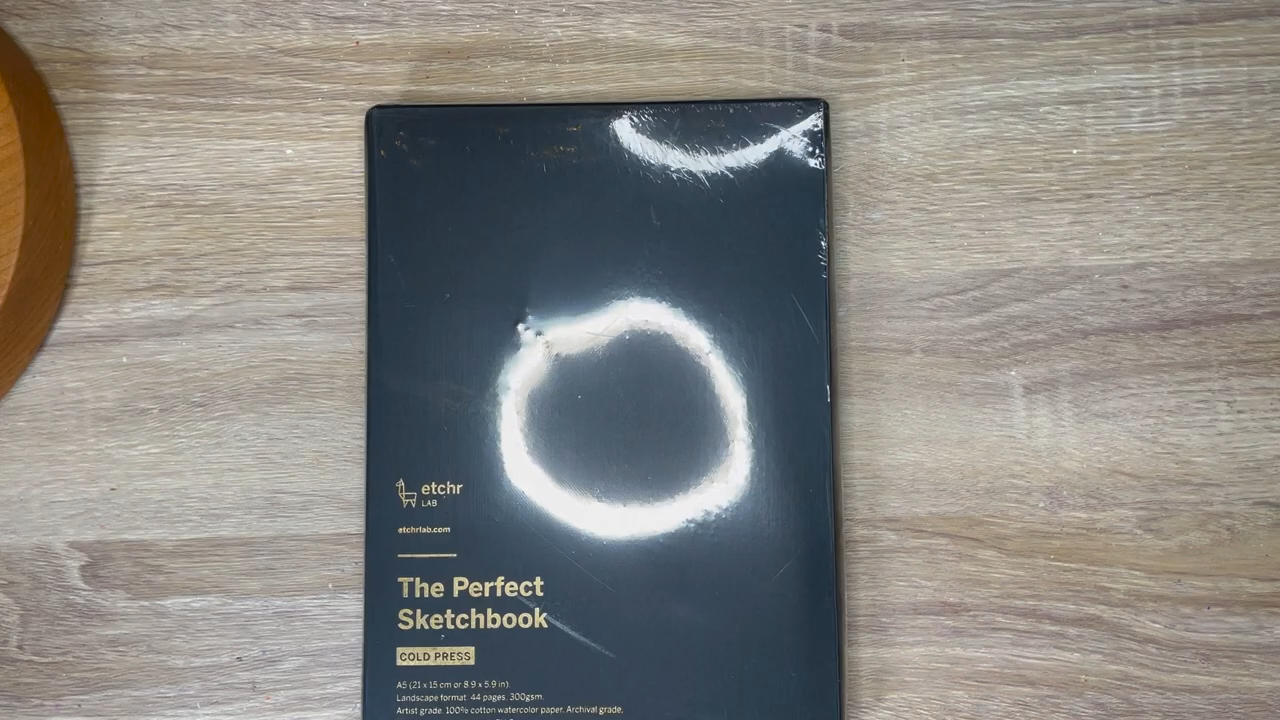 etchr
LAB
etchrlab.com
The Perfect
Sketchbook
COLD PRESS
A5 (21 x 15 cm or 8.9 x 5.9 in).
Landscape format. 44 pages. 300gsm.
Artist grade. 100% cotton watercolor paper. Archival grade.